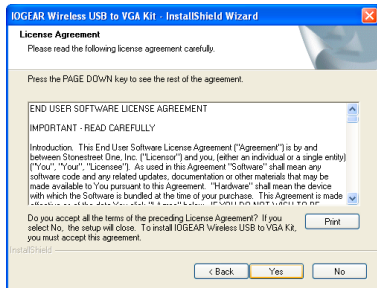 IOGEAR Wireless USB to VGA Kit - InstallShield Wizard
License Agreement
Please read the following license agreement carefully.
Press the PAGE DOWN key to see the rest of the agreement.
END USER SOFTWARE LICENSE AGREEMENT
IMPORTANT - READ CAREFULLY
Introduction. This End User Software License Agreement ("Agreement") is by and
between Stonestreet One, Inc. ("Licensor") and you, (either an individual or a single entity)
("You", "Your", "Licensee"). As used in this Agreement "Software" shall mean any
software code and any related updates, documentation or other materials that may be
made available to You pursuant to this Agreement. "Hardware" shall mean the device
with which the Software is bundled at the time of your purchase. This Agreement is made
Do you accept all the terms of the preceding License Agreement? If you
select No, the setup will close. To install IOGEAR Wireless USB to VGA Kit,
you must accept this agreement.
Print
InstallShield
< Back
Yes
No